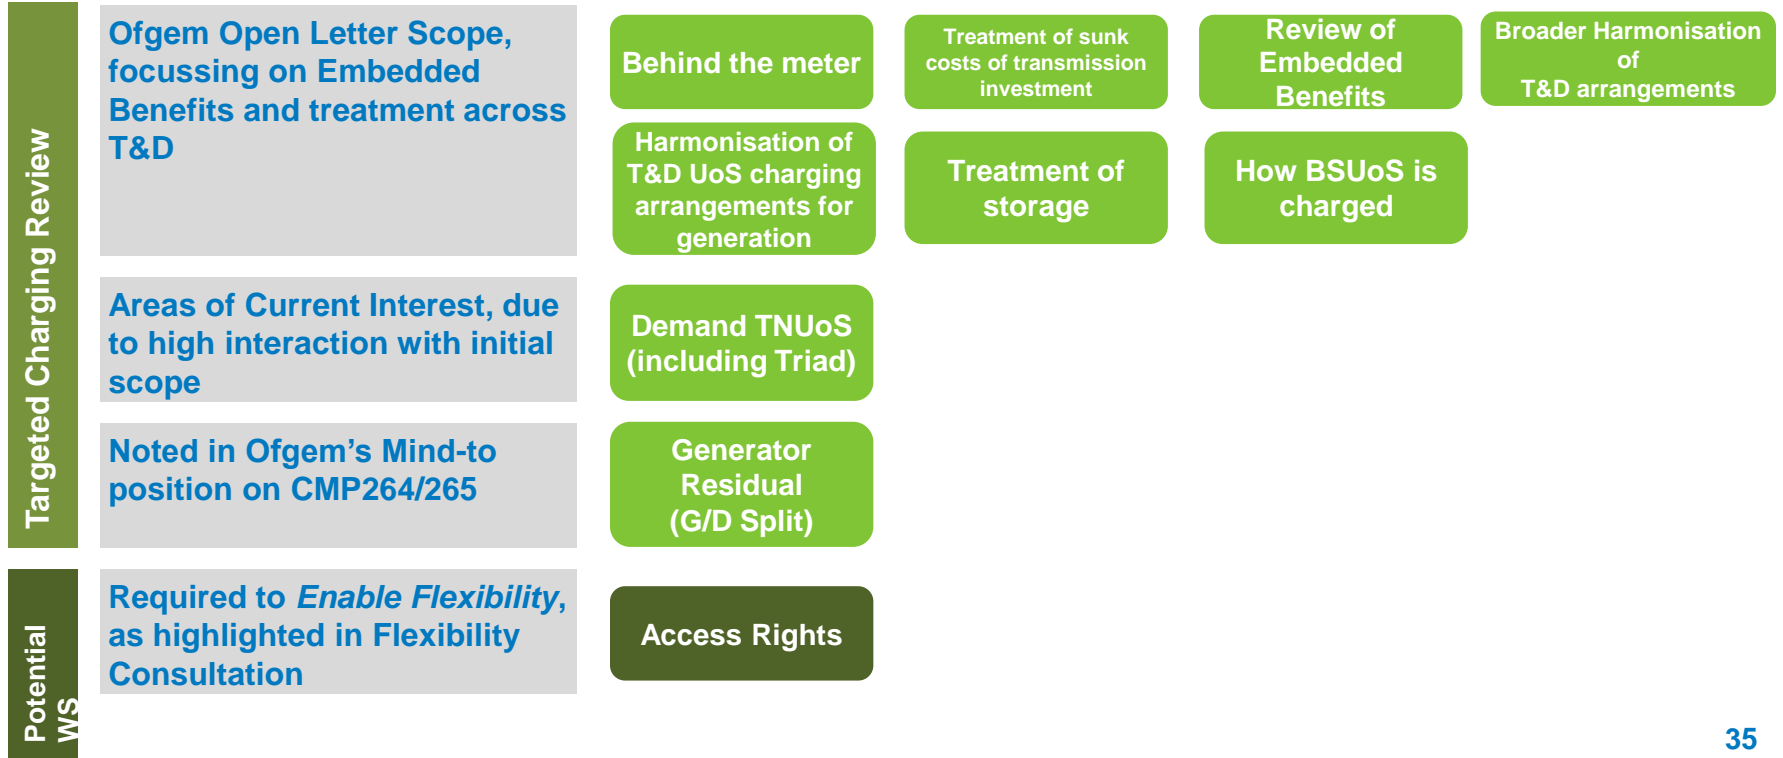 Targeted Charging Review
Ofgem Open Letter Scope,
focussing on Embedded
Benefits and treatment across
T&D
Behind the meter
Treatment of sunk
costs of transmission
investment
Review of
Embedded
Benefits
Broader Harmonisation
of
T&D arrangements
Harmonisation of
T&D UoS charging
arrangements for
generation
Treatment of
storage
How BSUoS is
charged
Areas of Current Interest, due
to high interaction with initial
scope
Demand TNUoS
(including Triad)
Noted in Ofgem’s Mind-to
position on CMP264/265
Generator
Residual
(G/D Split)
Potential
WS
Required to Enable Flexibility,
as highlighted in Flexibility
Consultation
Access Rights
35